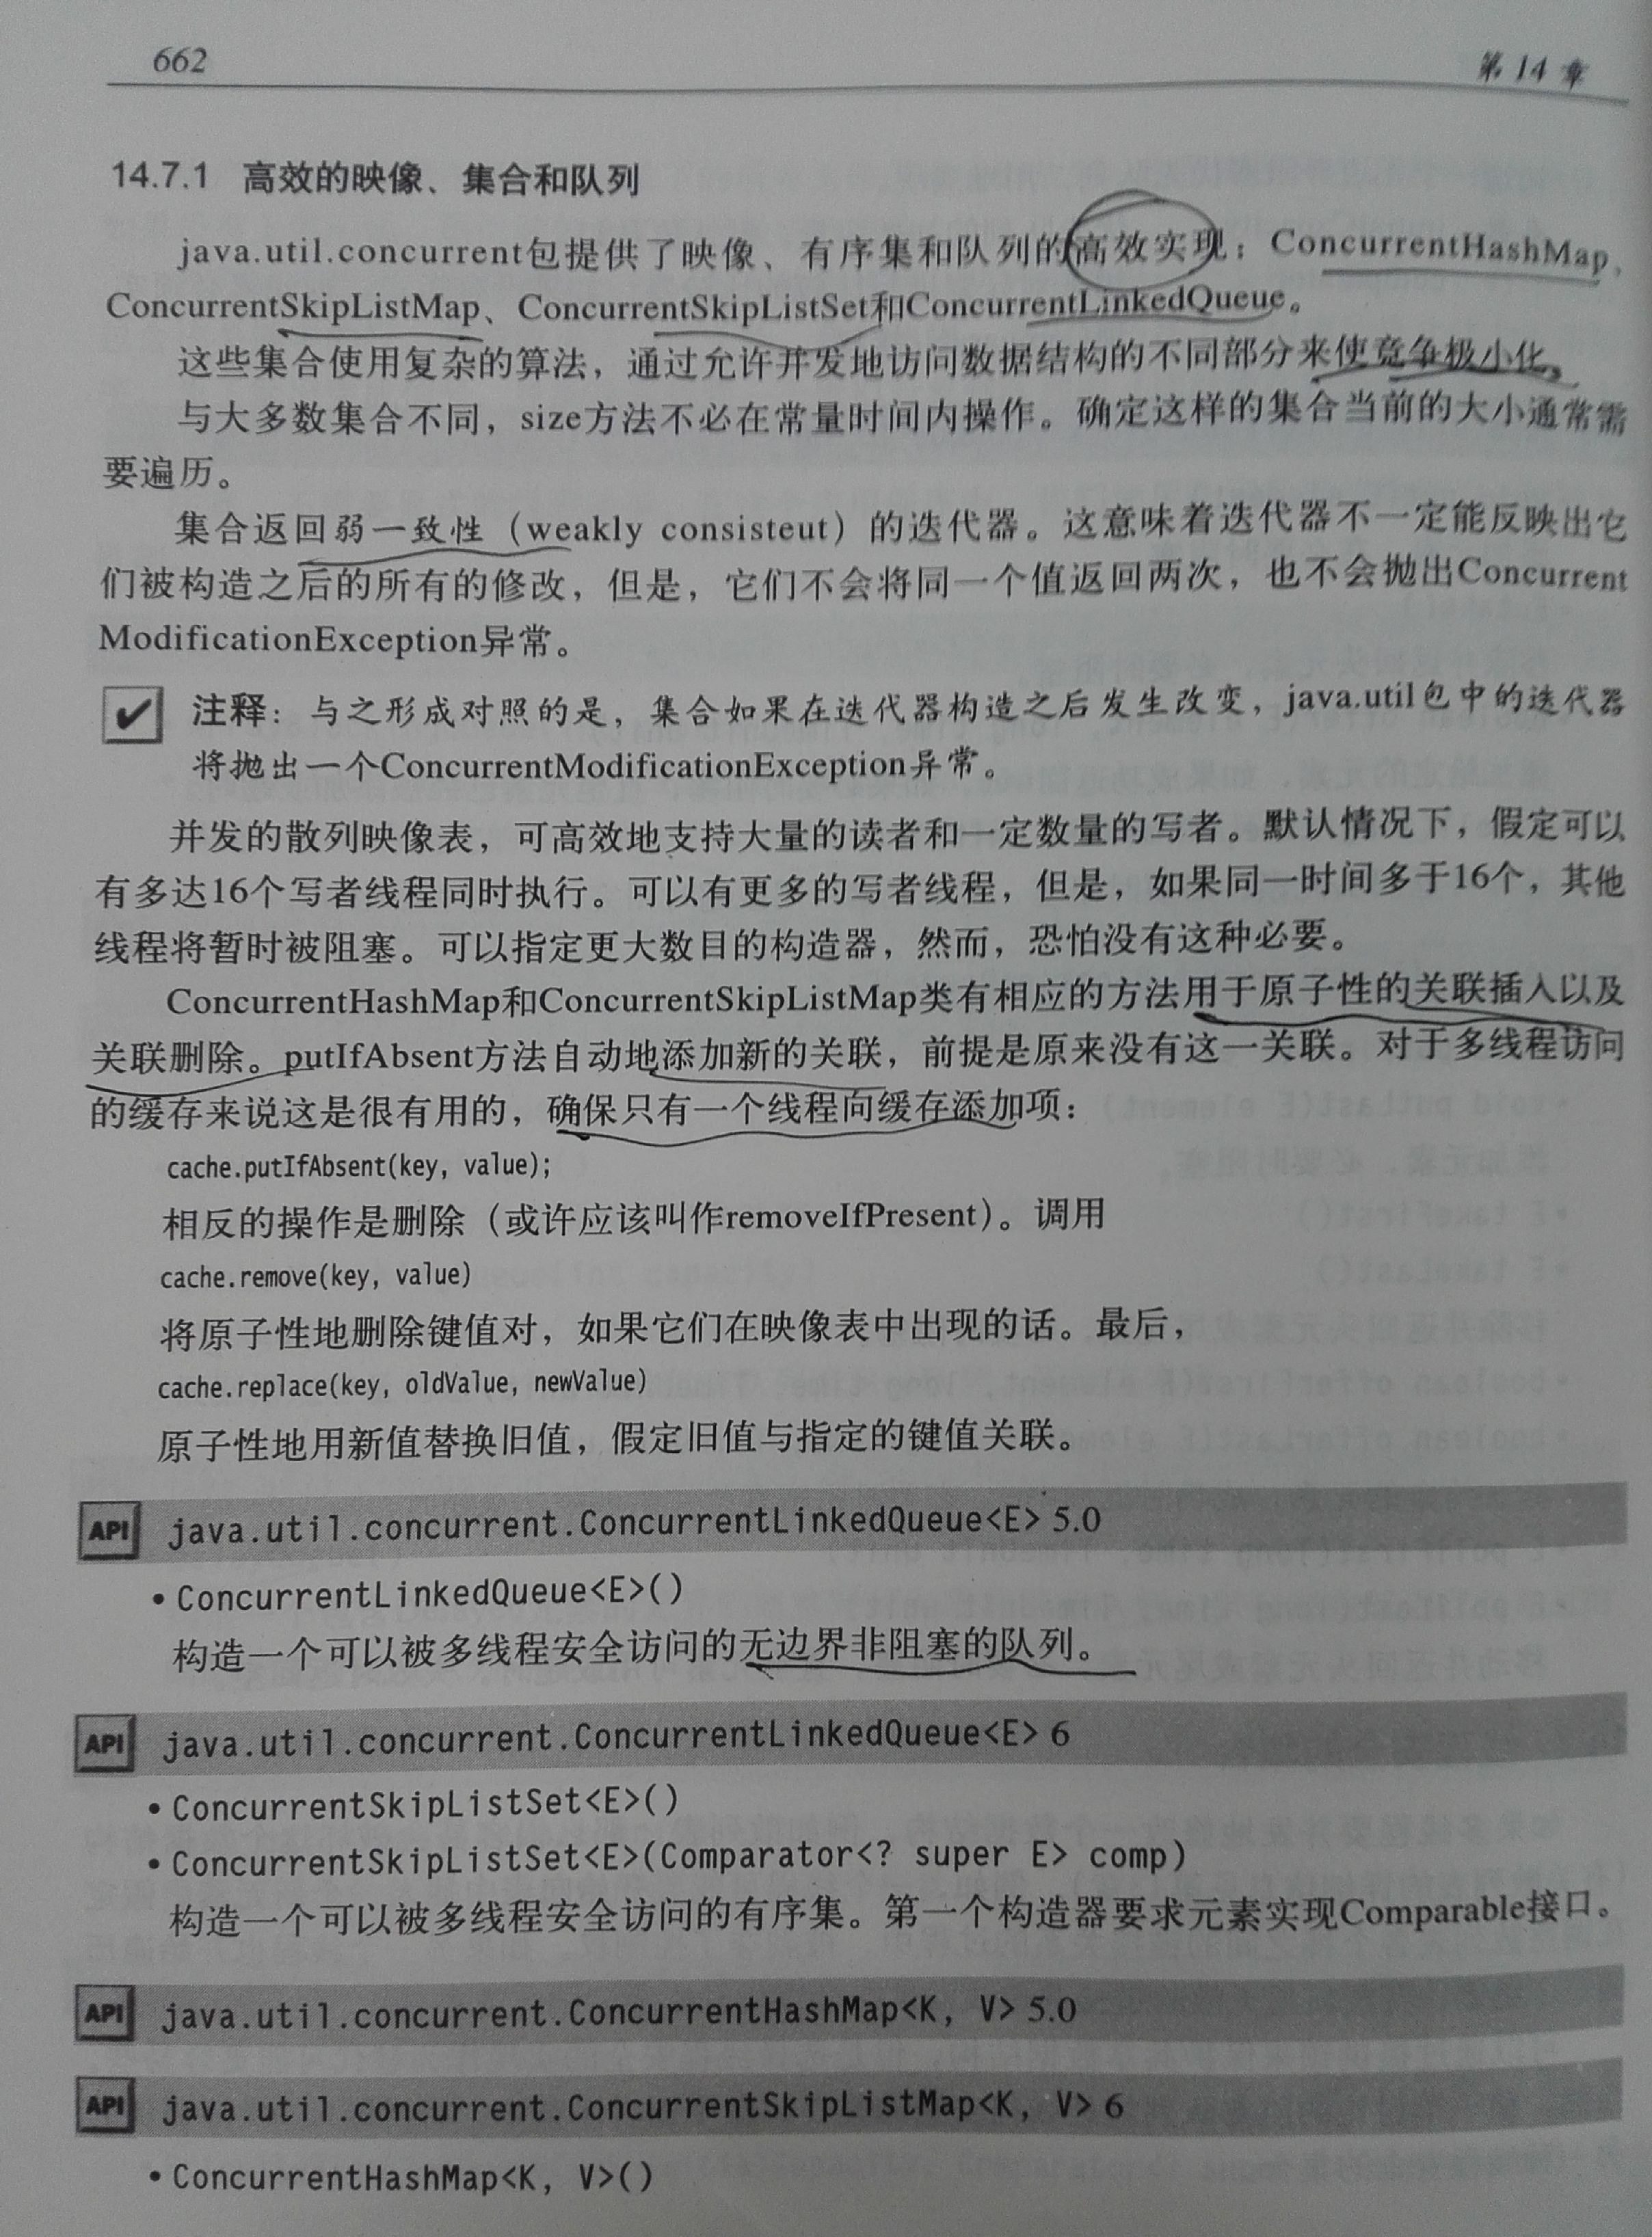 662
第 14 章
14.7.1 高效的映像、集合和队列
java.util.concurrent包提供了映像、有序集和队列的高效实现：ConcurrentHashMap、
ConcurrentSkipListMap、ConcurrentSkipListSet和ConcurrentLinkedQueue。
这些集合使用复杂的算法，通过允许并发地访问数据结构的不同部分来使竞争极小化。
与大多数集合不同，size方法不必在常量时间内操作。确定这样的集合当前的大小通常需
要遍历。
集合返回弱一致性（weakly consisteut）的迭代器。这意味着迭代器不一定能反映出它
们被构造之后的所有的修改，但是，它们不会将同一个值返回两次，也不会抛出Concurrent
ModificationException异常。
注释：与之形成对照的是，集合如果在迭代器构造之后发生改变，java.util包中的迭代器
将抛出一个ConcurrentModificationException异常。
并发的散列映像表，可高效地支持大量的读者和一定数量的写者。默认情况下，假定可以
有多达16个写者线程同时执行。可以有更多的写者线程，但是，如果同一时间多于16个，其他
线程将暂时被阻塞。可以指定更大数目的构造器，然而，恐怕没有这种必要。
ConcurrentHashMap和ConcurrentSkipListMap类有相应的方法用于原子性的关联插入以及
关联删除。putIfAbsent方法自动地添加新的关联，前提是原来没有这一关联。对于多线程访问
的缓存来说这是很有用的，确保只有一个线程向缓存添加项：
cache.putIfAbsent(key, value);
相反的操作是删除（或许应该叫作removeIfPresent）。调用
cache.remove(key, value)
将原子性地删除键值对，如果它们在映像表中出现的话。最后，
cache.replace(key, oldValue, newValue)
原子性地用新值替换旧值，假定旧值与指定的键值关联。
API java.util.concurrent.ConcurrentLinkedQueue<E> 5.0
• ConcurrentLinkedQueue<E>()
构造一个可以被多线程安全访问的无边界非阻塞的队列。
API java.util.concurrent.ConcurrentLinkedQueue<E> 6
• ConcurrentSkipListSet<E>()
• ConcurrentSkipListSet<E>(Comparator<? super E> comp)
构造一个可以被多线程安全访问的有序集。第一个构造器要求元素实现Comparable接口。
API java.util.concurrent.ConcurrentHashMap<K, V> 5.0
API java.util.concurrent.ConcurrentSkipListMap<K, V> 6
• ConcurrentHashMap<K, V>()